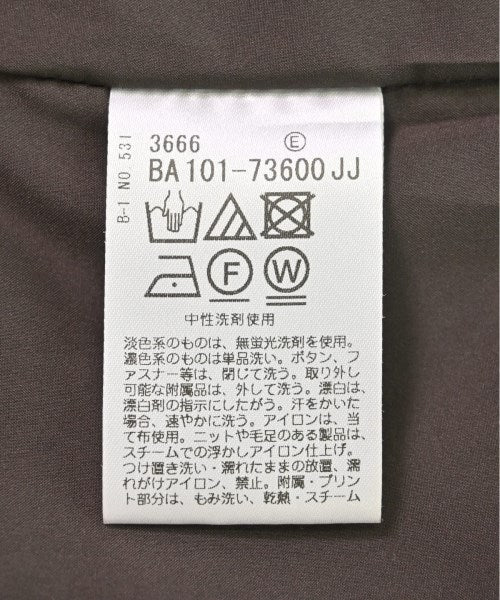 B-1 NO 531
3666 E
BA101-73600JJ
F W
中性洗剤使用
淡色系のものは、無蛍光洗剤を使用。
濃色系のものは単品洗い。ボタン、フ
ァスナー等は、閉じて洗う。取り外し
可能な附属品は、外して洗う。漂白は、
漂白剤の指示にしたがう。汗をかいた
場合、速やかに洗う。アイロンは、当
て布使用。ニットや毛足のある製品は、
スチームでの浮かしアイロン仕上げ。
つけ置き洗い・濡れたままの放置、濡
れがけアイロン、禁止。附属・プリン
ト部分は、もみ洗い、乾熱・スチーム